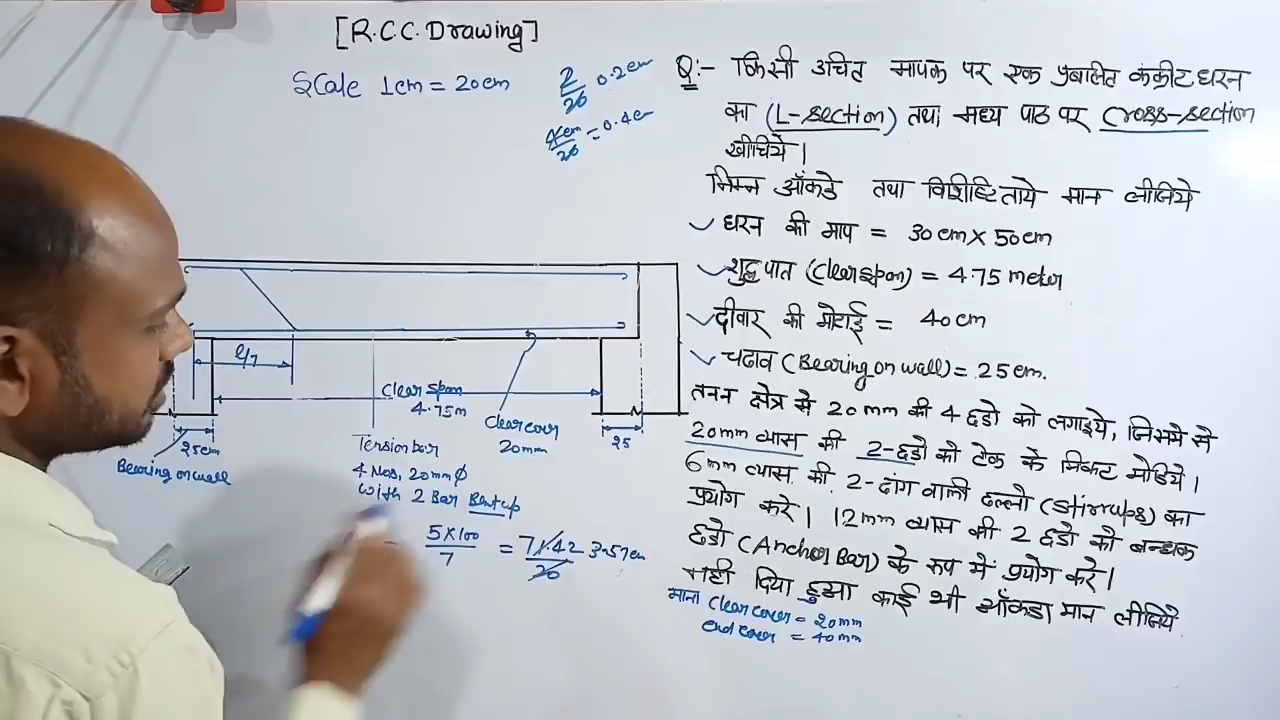 [R.C.C. Drawing]
Scale 1cm = 20cm
2/20 0.2cm
4cm/20 = 0.4cm
Q:- किसी उचित मापक पर एक प्रबलित कंक्रीट धरन
का (L-section) तथा मध्य पाठ पर cross-section
खीचिये।
निम्न आँकडे तथा विशिष्टितायें मान लीजिये
✓ धरन की माप = 30cm X 50cm
✓ शुद्ध पाट (Clear span) = 4.75 meter
✓ दीवार की मोटाई = 40cm
✓ चढाव (Bearing on wall) = 25cm.
तनन क्षेत्र में 20mm की 4 छडों को लगाइये, जिसमे से
20mm व्यास की 2-छडों को टेक के निकट मोडिये।
6mm व्यास की 2-टांग वाली छल्लों (stirrups) का
प्रयोग करे। 12mm व्यास की 2 छडों को बन्धक
छडों (Anchor Bar) के रूप में प्रयोग करे।
नही दिया हुआ कोई भी आँकडा मान लीजिये
माना clear cover = 20mm
end cover = 40mm
l/7
Clear span
4.75m
25cm
Bearing on wall
Clear cover
20mm
25
Tension bar
4 Nos, 20mm ϕ
with 2 Bar Bent up
= 5X100/7 = 71.42/20 3.57cm